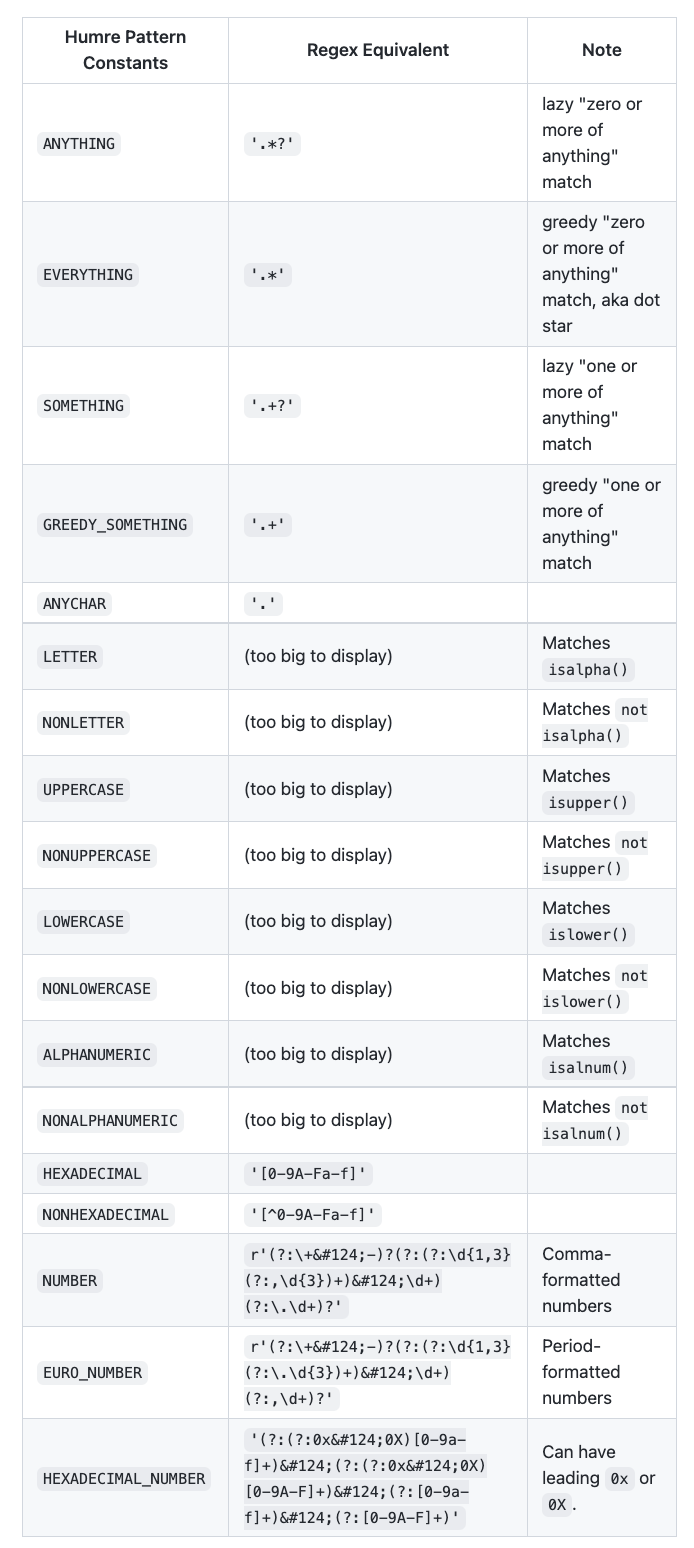 Humre Pattern
Constants
Regex Equivalent
Note
ANYTHING
'.*?'
lazy "zero or
more of
anything"
match
EVERYTHING
'.*'
greedy "zero
or more of
anything"
match, aka dot
star
SOMETHING
'.+?'
lazy "one or
more of
anything"
match
GREEDY_SOMETHING
'.+'
greedy "one or
more of
anything"
match
ANYCHAR
'.'
LETTER
(too big to display)
Matches
isalpha()
NONLETTER
(too big to display)
Matches not
isalpha()
UPPERCASE
(too big to display)
Matches
isupper()
NONUPPERCASE
(too big to display)
Matches not
isupper()
LOWERCASE
(too big to display)
Matches
islower()
NONLOWERCASE
(too big to display)
Matches not
islower()
ALPHANUMERIC
(too big to display)
Matches
isalnum()
NONALPHANUMERIC
(too big to display)
Matches not
isalnum()
HEXADECIMAL
'[0-9A-Fa-f]'
NONHEXADECIMAL
'[^0-9A-Fa-f]'
NUMBER
r'(?:\+&#124;-)?(?:(?:\d{1,3}
(?:,\d{3})+)&#124;\d+)
(?:\.\d+)?'
Comma-
formatted
numbers
EURO_NUMBER
r'(?:\+&#124;-)?(?:(?:\d{1,3}
(?:\.\d{3})+)&#124;\d+)
(?:,\d+)?'
Period-
formatted
numbers
HEXADECIMAL_NUMBER
'(?:(?:0x&#124;0X)[0-9a-
f]+)&#124;(?:(?:0x&#124;0X)
[0-9A-F]+)&#124;(?:[0-9a-
f]+)&#124;(?:[0-9A-F]+)'
Can have
leading 0x or
0X.